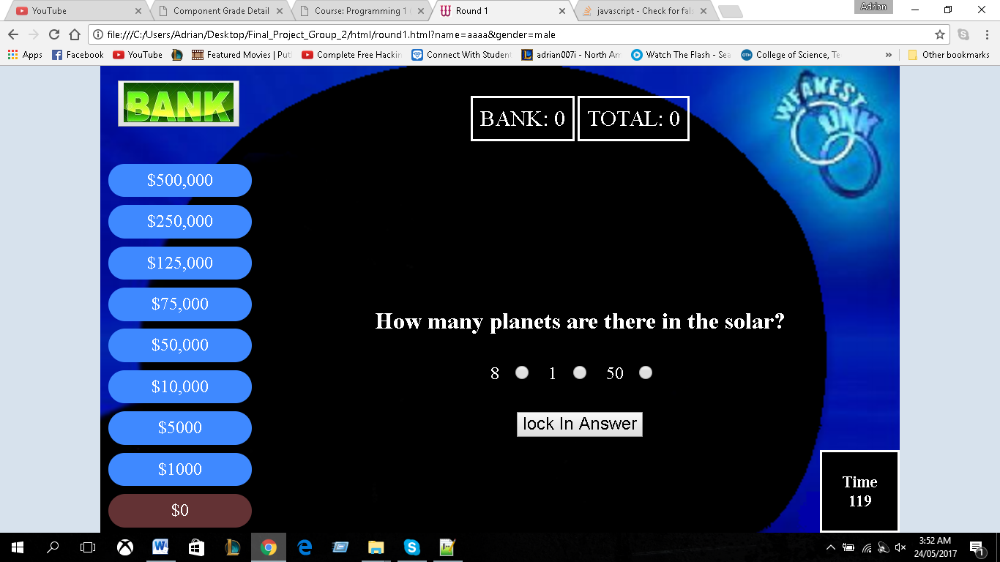 YouTube
Component Grade Detail
Course: Programming 1 (
Round 1
javascript - Check for fals
Adrian
file:///C:/Users/Adrian/Desktop/Final_Project_Group_2/html/round1.html?name=aaaa&gender=male
Apps Facebook YouTube Featured Movies | Put Complete Free Hackin Connect With Student adrian007i - North Am Watch The Flash - Sea OTH College of Science, Te » Other bookmarks
BANK
BANK: 0 TOTAL: 0
WEAKEST
LINK
$500,000
$250,000
$125,000
$75,000
$50,000
$10,000
$5000
$1000
$0
How many planets are there in the solar?
8 1 50
lock In Answer
Time
119
3:52 AM
24/05/2017
1